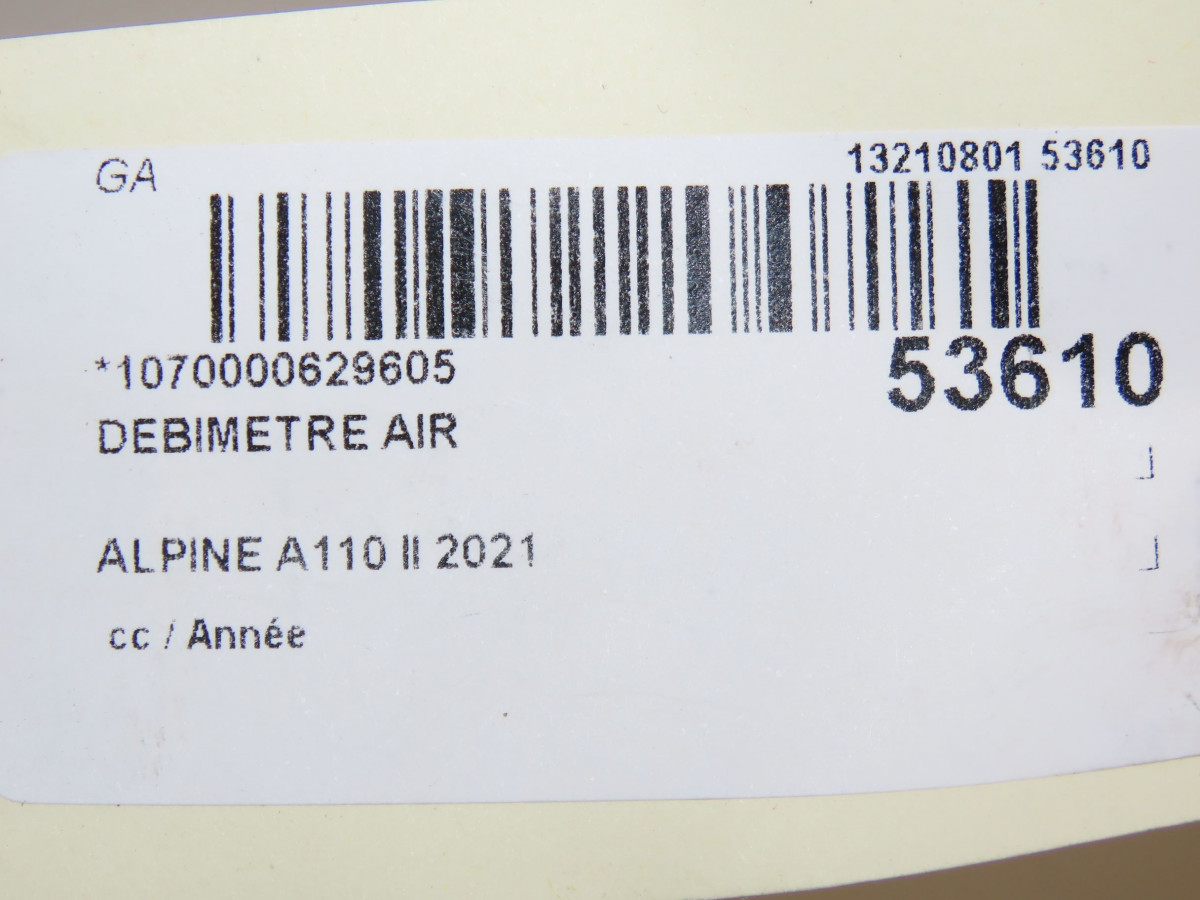 GA
13210801 53610
*1070000629605
53610
DEBIMETRE AIR
ALPINE A110 II 2021
cc / Année